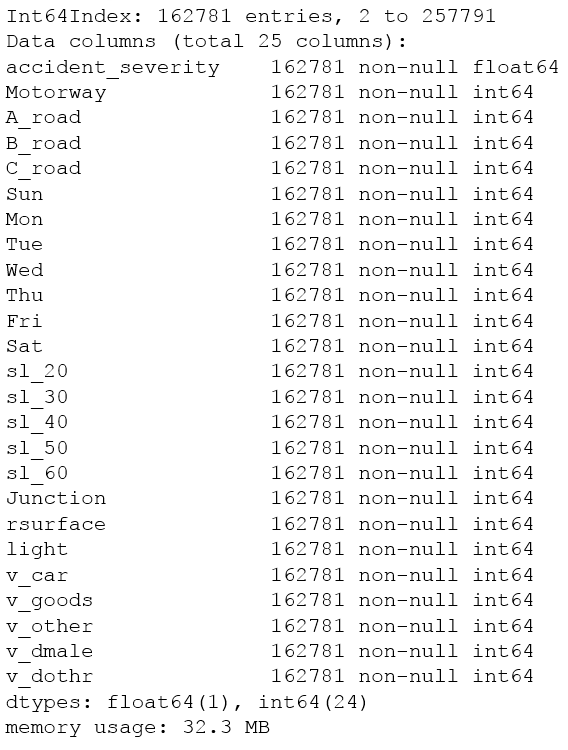 Int64Index: 162781 entries, 2 to 257791
Data columns (total 25 columns):
accident_severity    162781 non-null float64
Motorway             162781 non-null int64
A_road               162781 non-null int64
B_road               162781 non-null int64
C_road               162781 non-null int64
Sun                  162781 non-null int64
Mon                  162781 non-null int64
Tue                  162781 non-null int64
Wed                  162781 non-null int64
Thu                  162781 non-null int64
Fri                  162781 non-null int64
Sat                  162781 non-null int64
sl_20                162781 non-null int64
sl_30                162781 non-null int64
sl_40                162781 non-null int64
sl_50                162781 non-null int64
sl_60                162781 non-null int64
Junction             162781 non-null int64
rsurface             162781 non-null int64
light                162781 non-null int64
v_car                162781 non-null int64
v_goods              162781 non-null int64
v_other              162781 non-null int64
v_dmale              162781 non-null int64
v_dothr              162781 non-null int64
dtypes: float64(1), int64(24)
memory usage: 32.3 MB